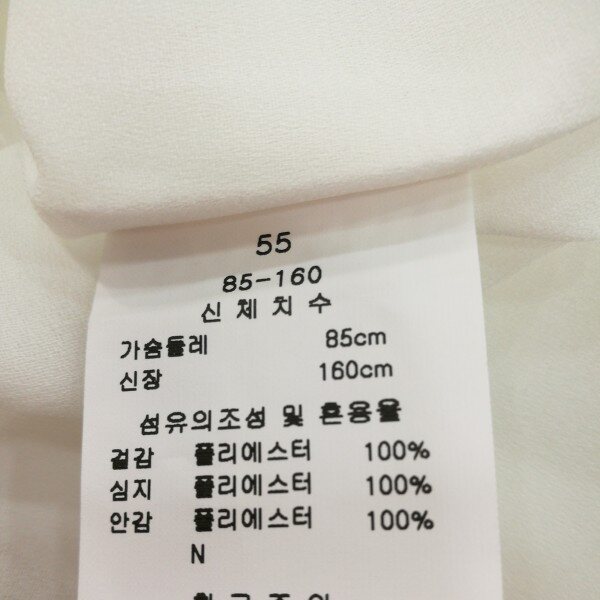 55
85-160
신체치수
가슴둘레 85cm
신장 160cm
섬유의조성 및 혼용율
겉감 폴리에스터 100%
심지 폴리에스터 100%
안감 폴리에스터 100%
N